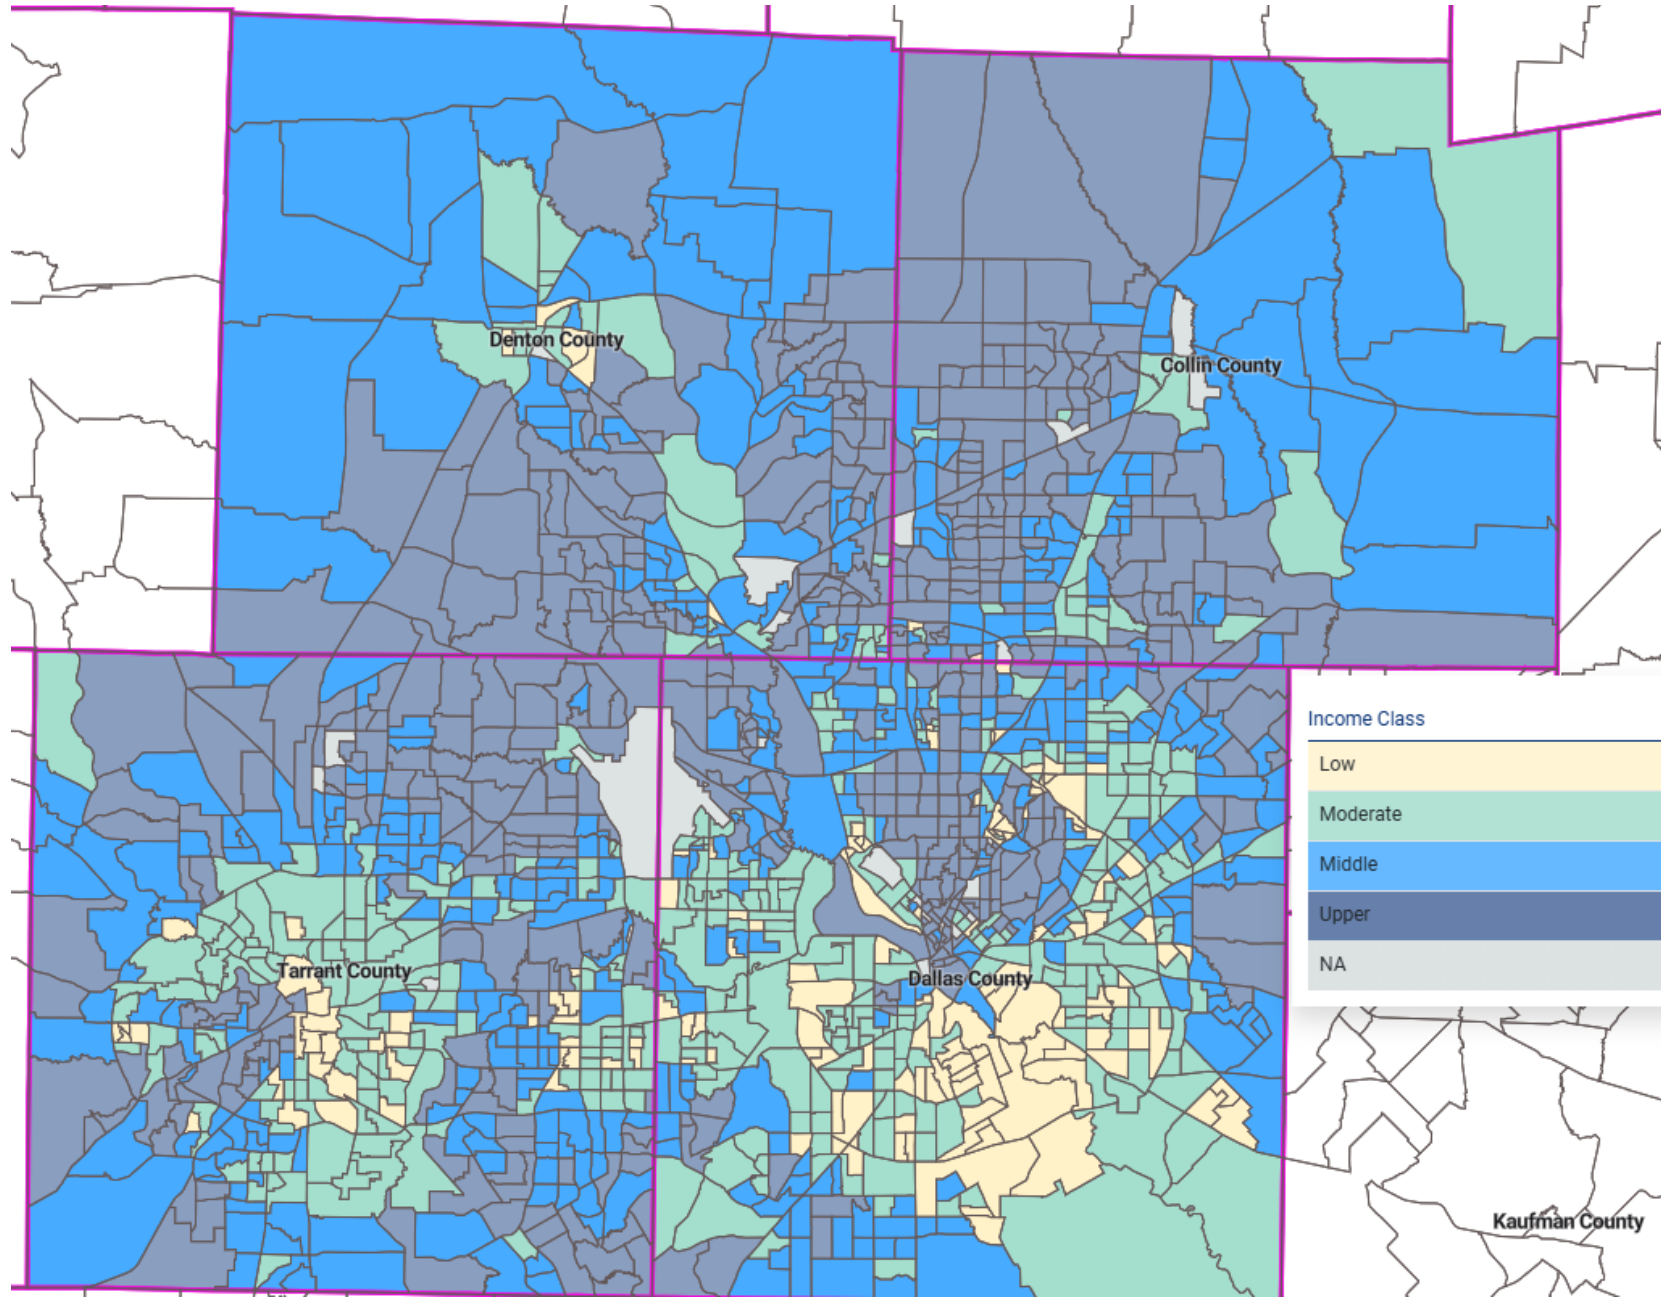 Denton County
Collin County
Income Class
Low
Moderate
Middle
Upper
NA
Tarrant County
Dallas County
Kaufman County